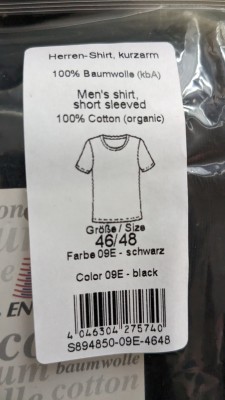 Herren-Shirt, kurzarm
100% Baumwolle (kbA)
Men's shirt,
short sleeved
100% Cotton (organic)
Größe / Size
46/48
Farbe 09E - schwarz
Color 09E - black
4 046304 275740
S894850-09E-4648
EN
baumwolle
cotton